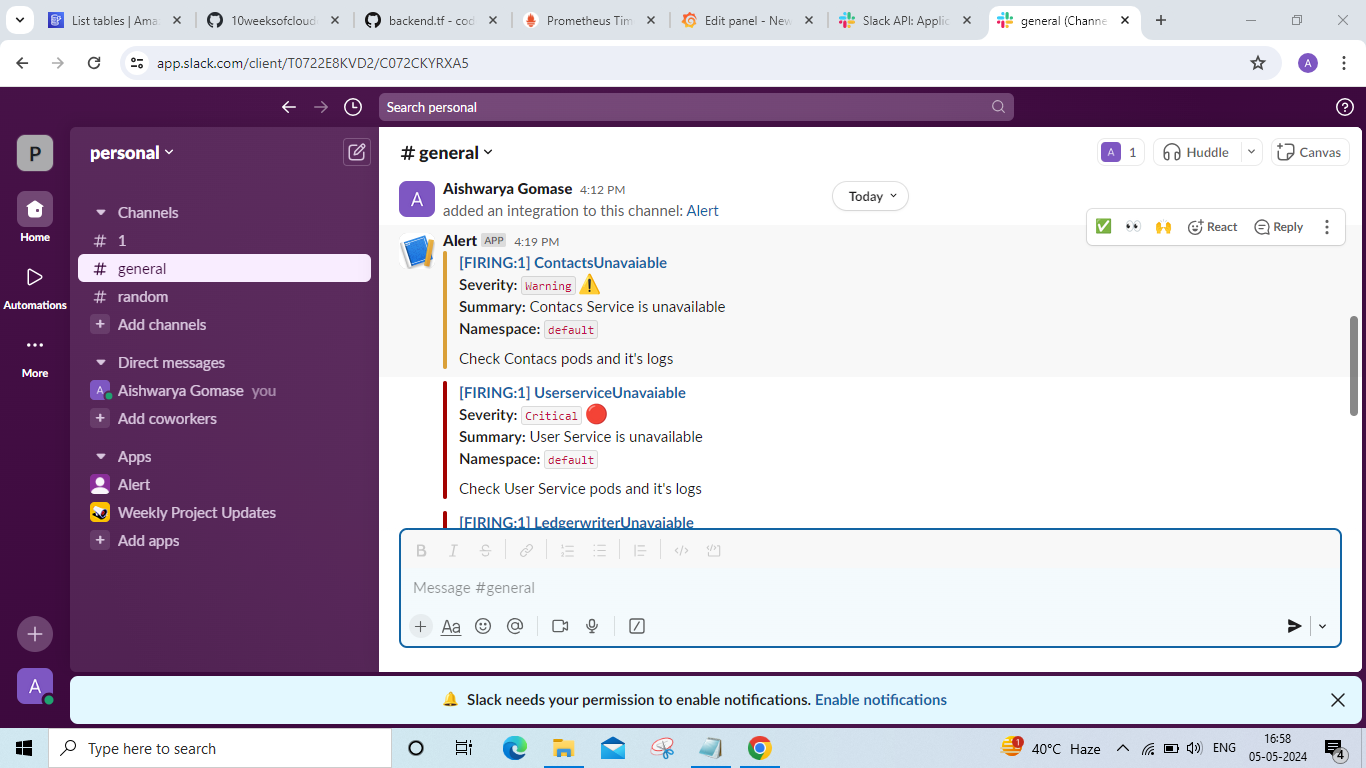 List tables | Ama
10weeksofcloud
backend.tf - cod
Prometheus Tim
Edit panel - New
Slack API: Applic
general (Channe
app.slack.com/client/T0722E8KVD2/C072CKYRXA5
A
Search personal
P
personal
# general
A 1
Huddle
Canvas
Home
Automations
More
Channels
# 1
# general
# random
+ Add channels
Direct messages
A Aishwarya Gomase you
+ Add coworkers
Apps
Alert
Weekly Project Updates
+ Add apps
A
A
Aishwarya Gomase 4:12 PM
added an integration to this channel: Alert
Today
React
Reply
Alert APP 4:19 PM
[FIRING:1] ContactsUnavaiable
Severity: Warning
Summary: Contacs Service is unavailable
Namespace: default
Check Contacs pods and it's logs
[FIRING:1] UserserviceUnavaiable
Severity: Critical
Summary: User Service is unavailable
Namespace: default
Check User Service pods and it's logs
[FIRING:1] LedgerwriterUnavaiable
B I S
Message #general
+ Aa @
Slack needs your permission to enable notifications. Enable notifications
Type here to search
1
40°C Haze
ENG
16:58
05-05-2024
4